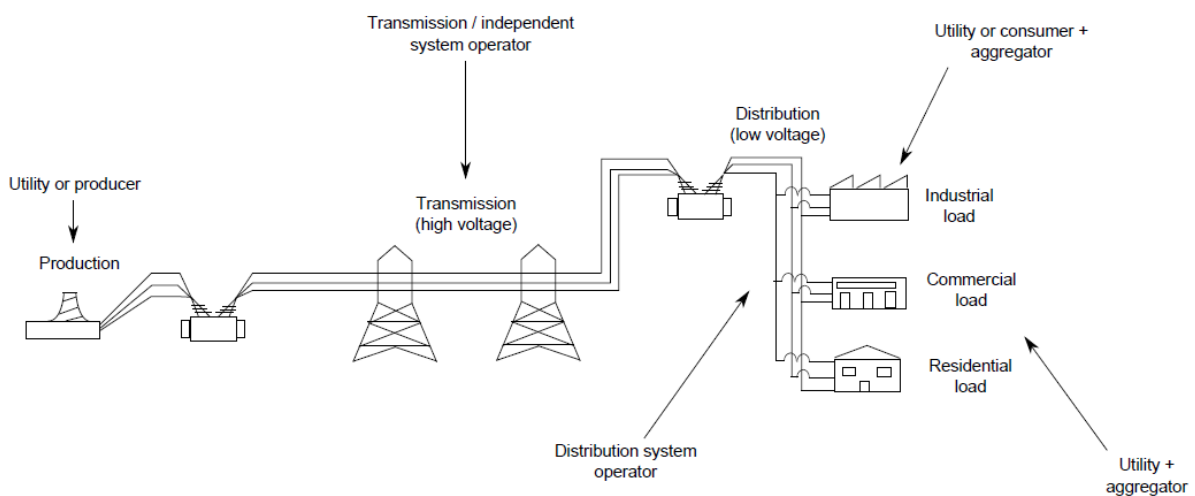 Transmission / independent
system operator
Utility or consumer +
aggregator
Distribution
(low voltage)
Utility or producer
Transmission
(high voltage)
Industrial
load
Production
Commercial
load
Residential
load
Distribution system
operator
Utility +
aggregator